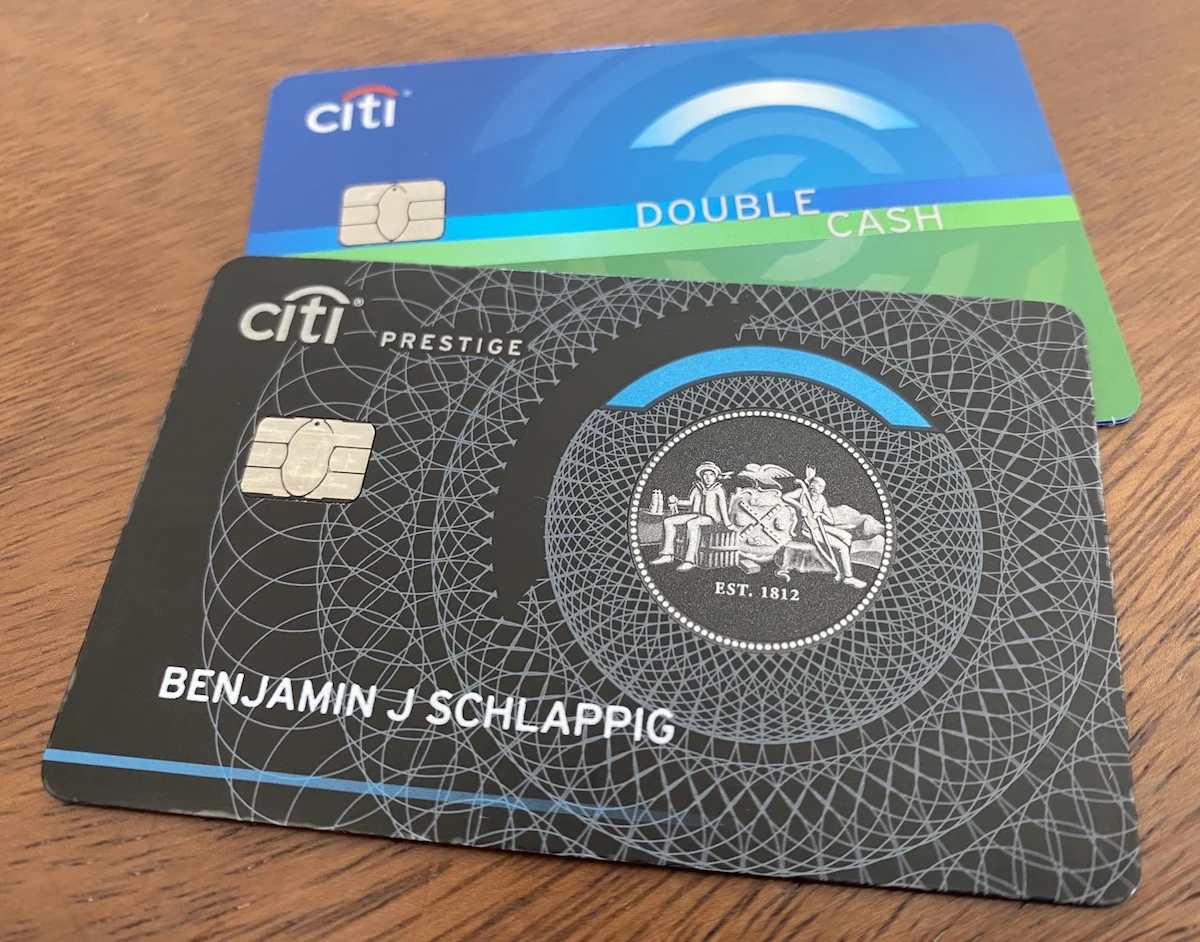 citi
DOUBLE
CASH
citi®
PRESTIGE
EST. 1812
BENJAMIN J SCHLAPPIG